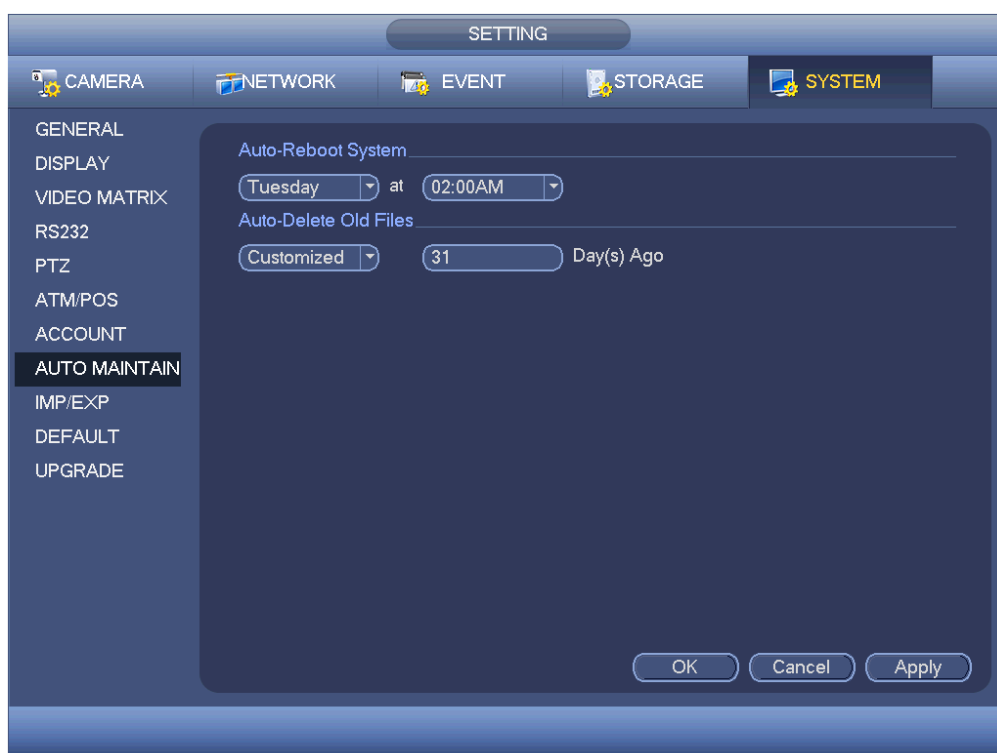 SETTING
CAMERA NETWORK EVENT STORAGE SYSTEM
GENERAL
DISPLAY
VIDEO MATRIX
RS232
PTZ
ATM/POS
ACCOUNT
AUTO MAINTAIN
IMP/EXP
DEFAULT
UPGRADE
Auto-Reboot System
Tuesday at 02:00AM
Auto-Delete Old Files
Customized 31 Day(s) Ago
OK Cancel Apply